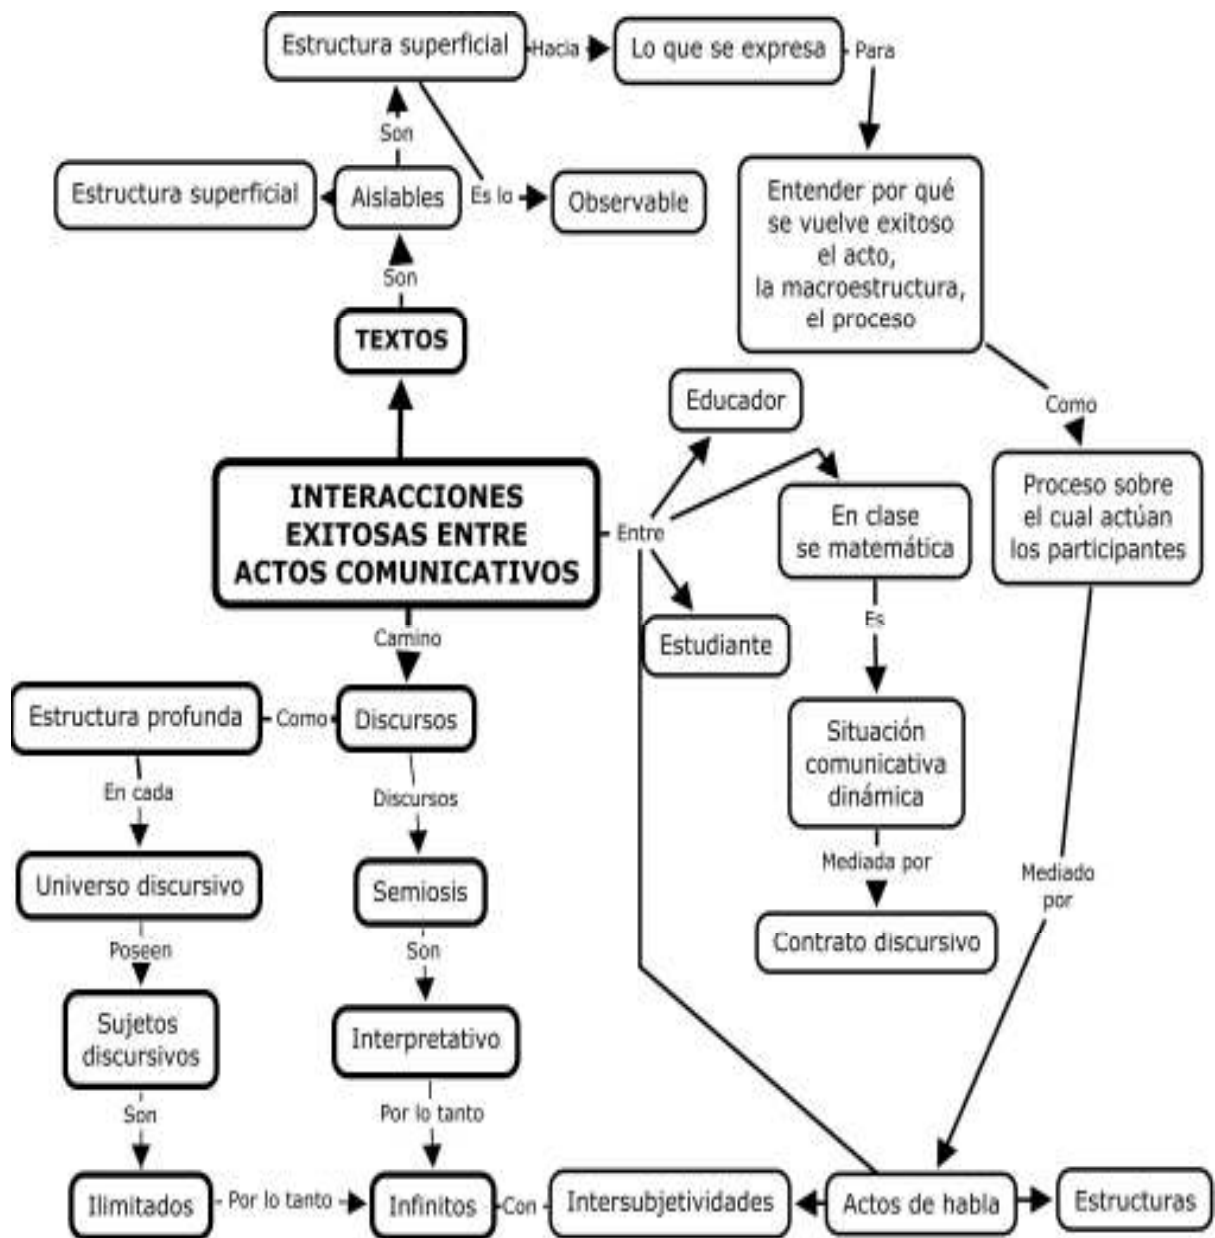 Estructura superficial
Hacia
Lo que se expresa
Para
Son
Estructura superficial
Aislables
Es lo
Observable
Entender por qué
se vuelve exitoso
el acto,
la macroestructura,
el proceso
Son
TEXTOS
Educador
Como
INTERACCIONES
EXITOSAS ENTRE
ACTOS COMUNICATIVOS
Entre
En clase
se matemática
Proceso sobre
el cual actúan
los participantes
Camino
Estudiante
Es
Estructura profunda
Como
Discursos
Situación
comunicativa
dinámica
En cada
Discursos
Mediada por
Mediado
por
Universo discursivo
Semiosis
Contrato discursivo
Poseen
Son
Sujetos
discursivos
Interpretativo
Son
Por lo tanto
Ilimitados
Por lo tanto
Infinitos
Con
Intersubjetividades
Actos de habla
Estructuras